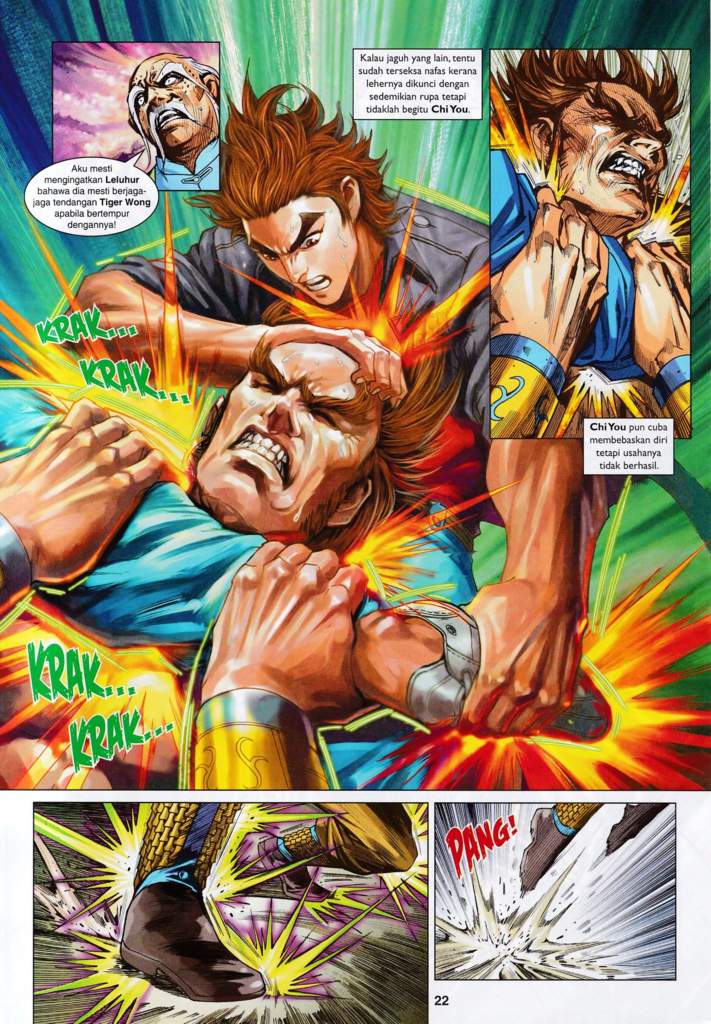 Aku mesti
mengingatkan Leluhur
bahawa dia mesti berjaga-
jaga tendangan Tiger Wong
apabila bertempur
dengannya!
Kalau jaguh yang lain, tentu
sudah terseksa nafas kerana
lehernya dikunci dengan
sedemikian rupa tetapi
tidaklah begitu Chi You.
KRAK...
KRAK...
Chi You pun cuba
membebaskan diri
tetapi usahanya
tidak berhasil.
KRAK...
KRAK...
PANG!
22